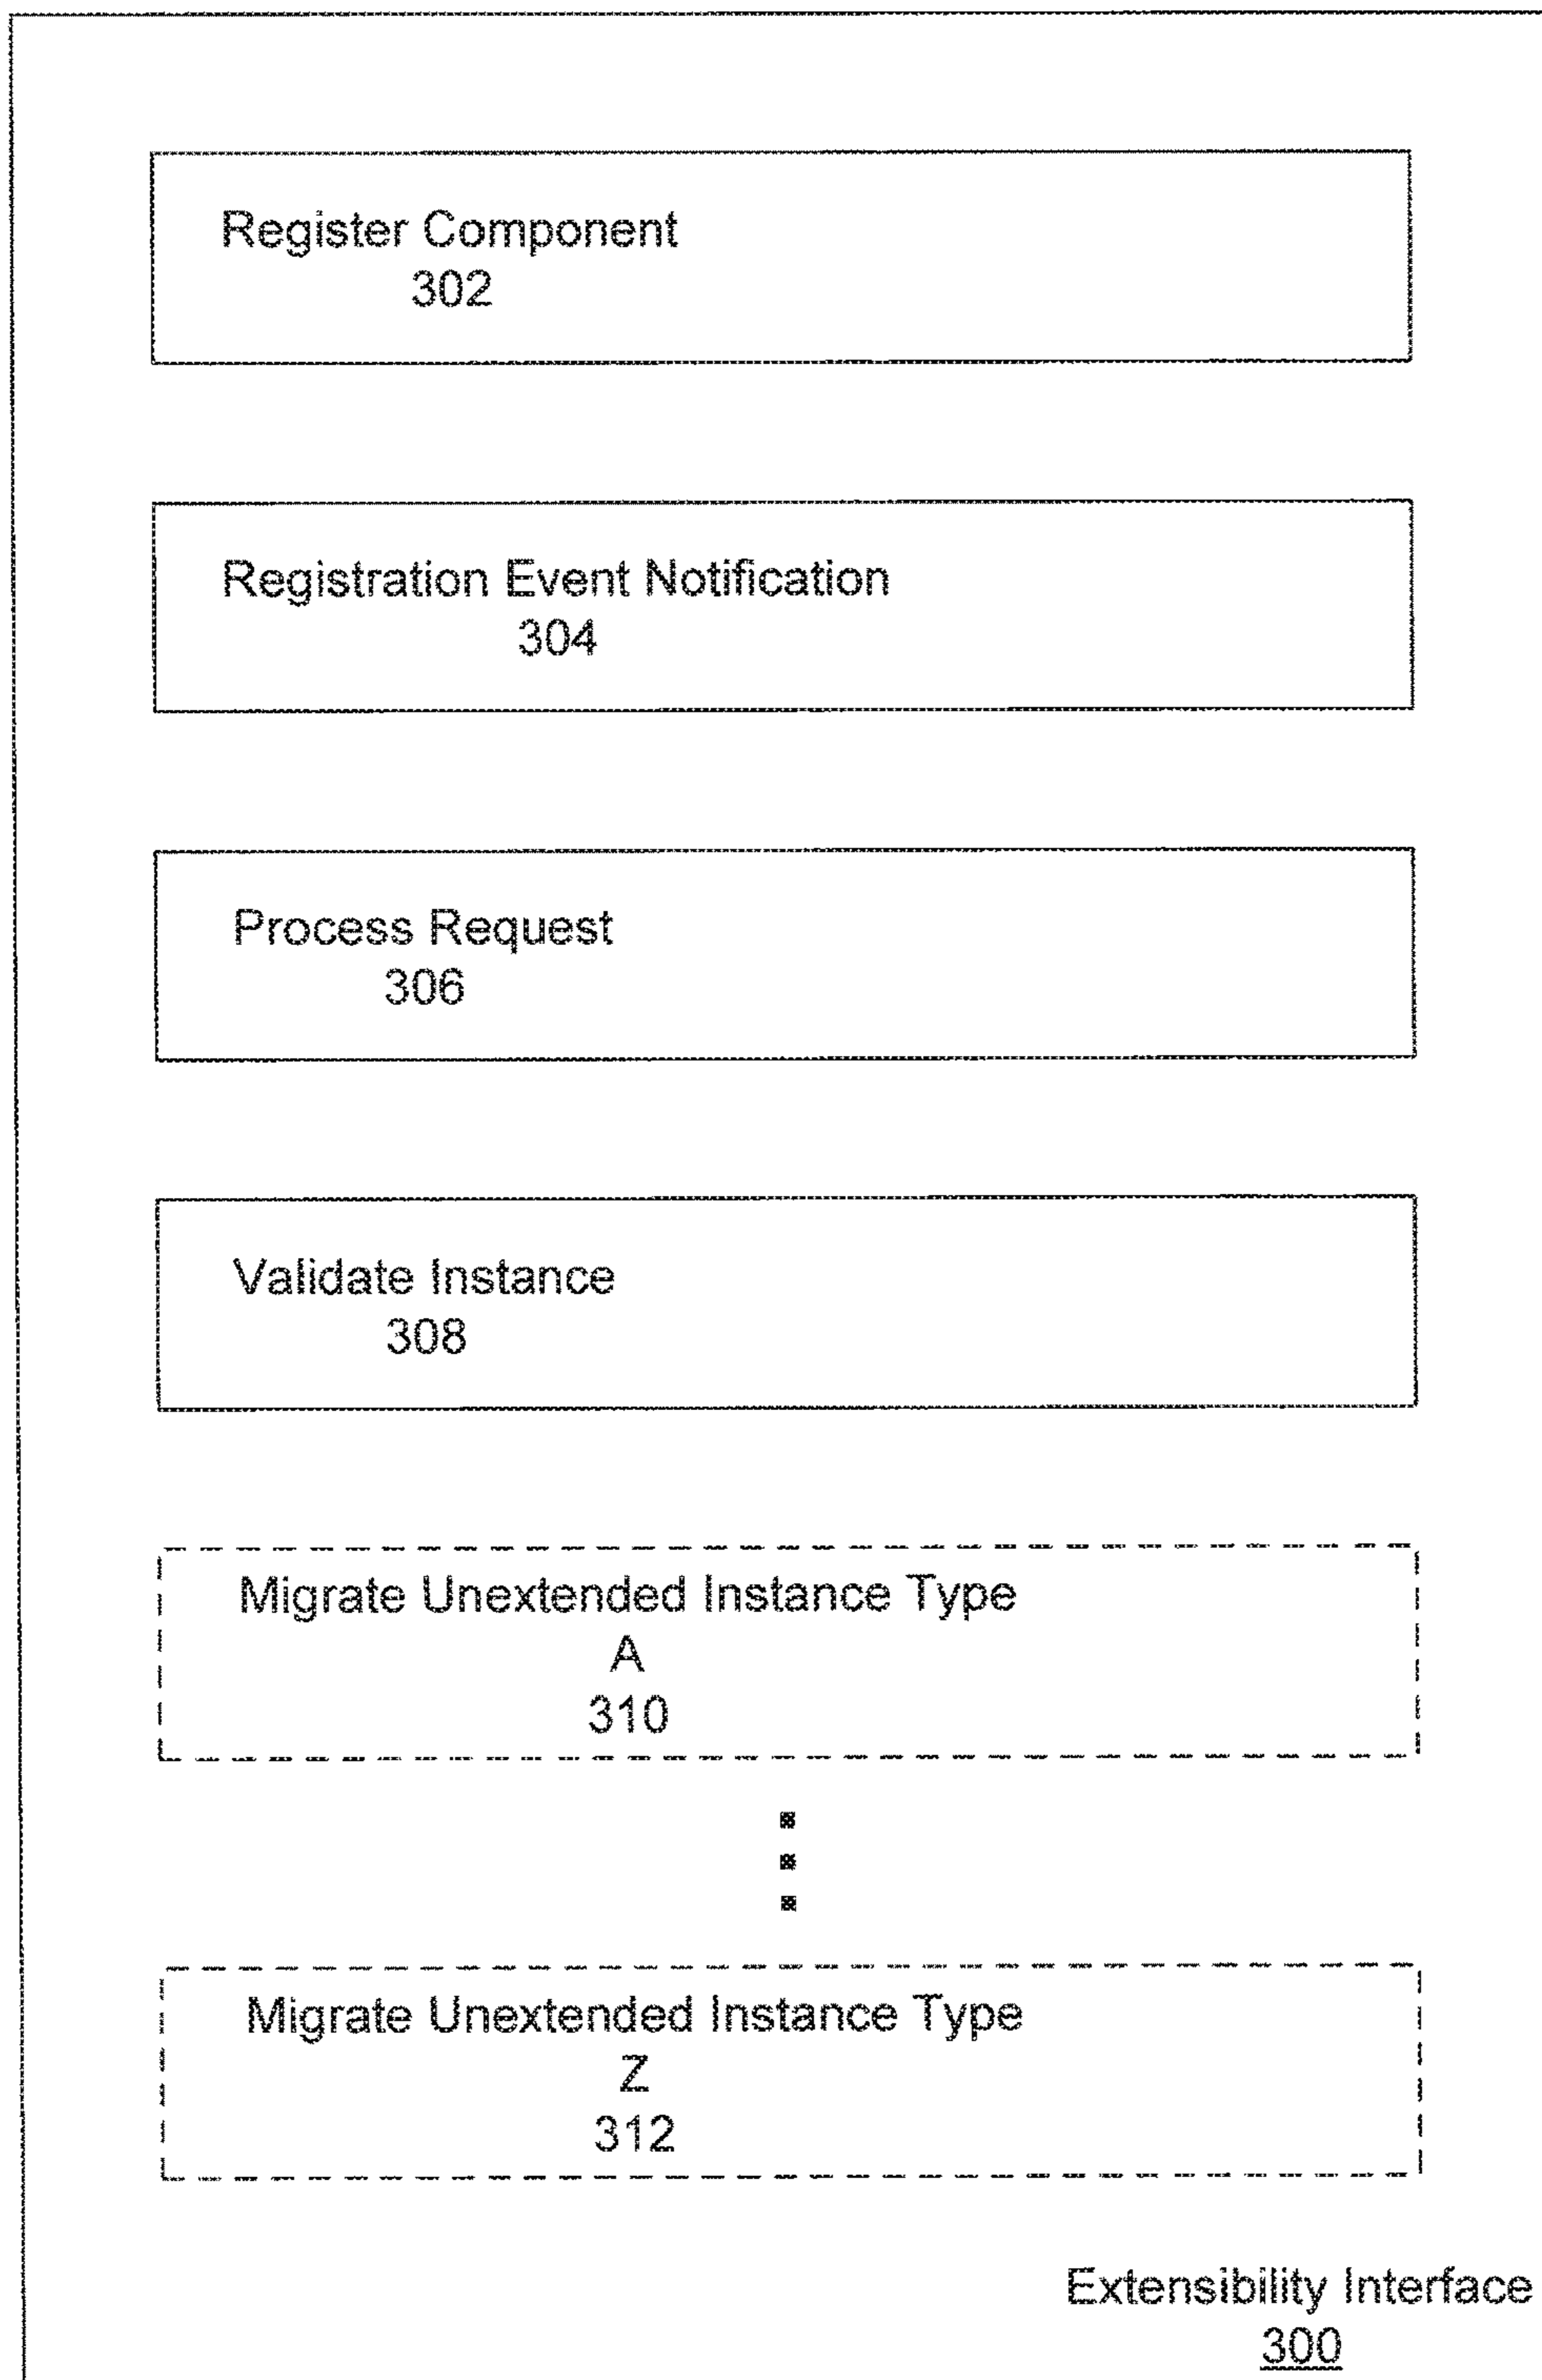 Register Component
302
Registration Event Notification
304
Process Request
306
Validate Instance
308
Migrate Unextended Instance Type
A
310
Migrate Unextended Instance Type
Z
312
Extensibility Interface
300